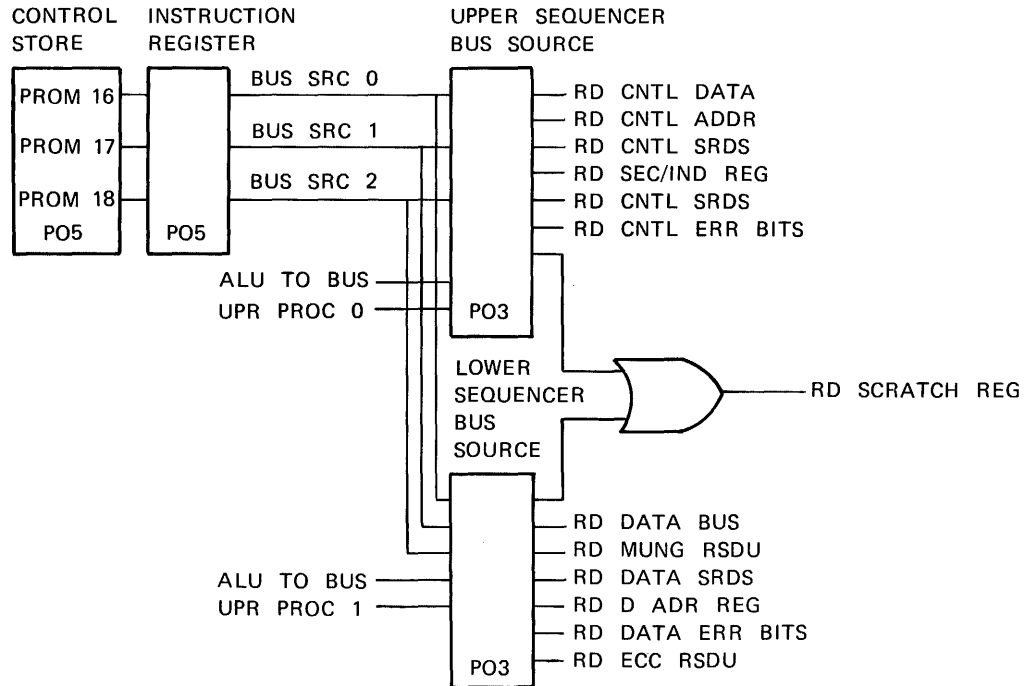 CONTROL STORE
INSTRUCTION REGISTER
UPPER SEQUENCER
BUS SOURCE
PROM 16
PROM 17
PROM 18
PO5
PO5
BUS SRC 0
BUS SRC 1
BUS SRC 2
ALU TO BUS
UPR PROC 0
PO3
RD CNTL DATA
RD CNTL ADDR
RD CNTL SRDS
RD SEC/IND REG
RD CNTL SRDS
RD CNTL ERR BITS
LOWER
SEQUENCER
BUS
SOURCE
RD SCRATCH REG
ALU TO BUS
UPR PROC 1
PO3
RD DATA BUS
RD MUNG RSDU
RD DATA SRDS
RD D ADR REG
RD DATA ERR BITS
RD ECC RSDU